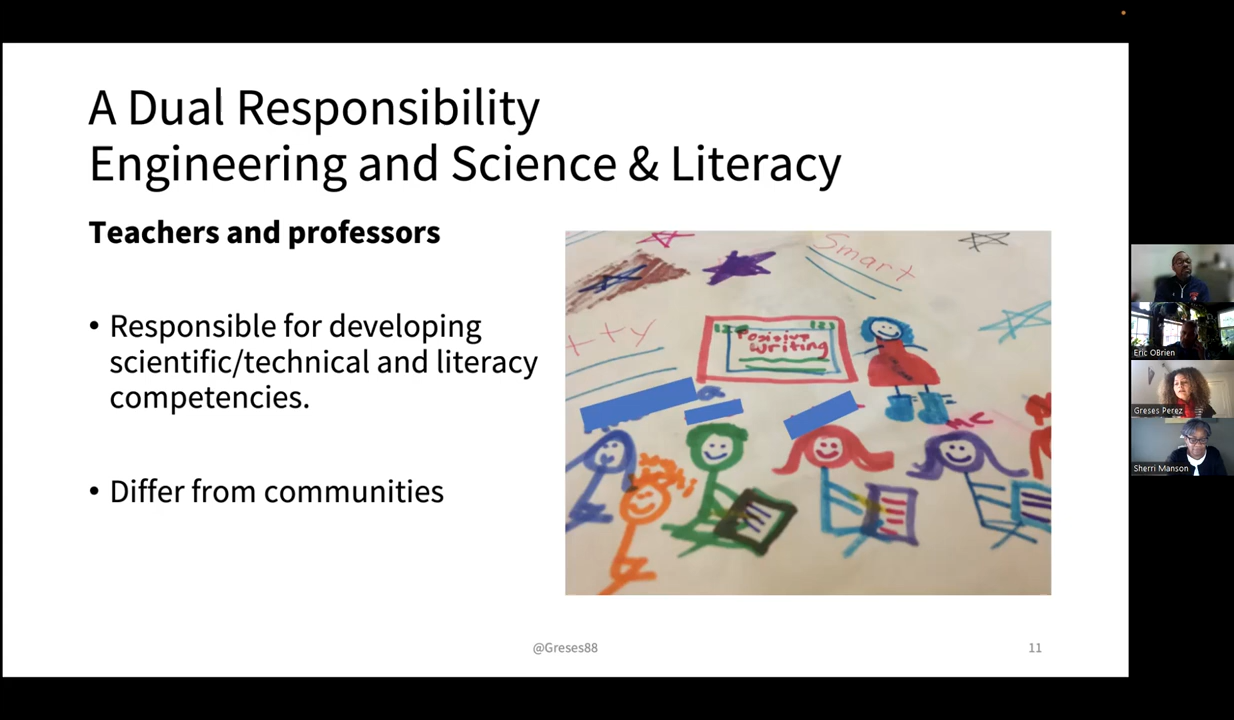 A Dual Responsibility
Engineering and Science & Literacy
Teachers and professors
• Responsible for developing
scientific/technical and literacy
competencies.
• Differ from communities
Smart
Positive
Writing
@Greses88
11
Eric OBrien
Greses Perez
Sherri Manson